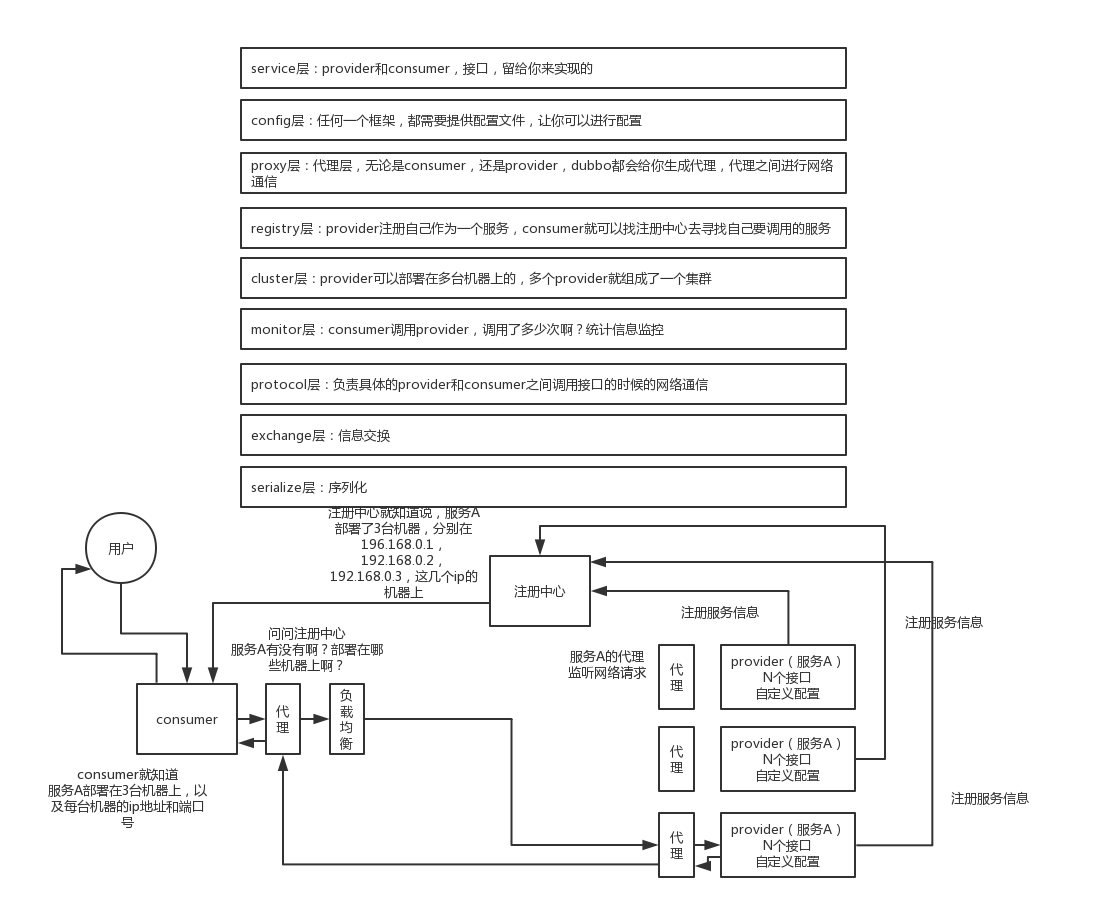 service层：provider和consumer，接口，留给你来实现的
config层：任何一个框架，都需要提供配置文件，让你可以进行配置
proxy层：代理层，无论是consumer，还是provider，dubbo都会给你生成代理，代理之间进行网络
通信
registry层：provider注册自己作为一个服务，consumer就可以找注册中心去寻找自己要调用的服务
cluster层：provider可以部署在多台机器上的，多个provider就组成了一个集群
monitor层：consumer调用provider，调用了多少次啊？统计信息监控
protocol层：负责具体的provider和consumer之间调用接口的时候的网络通信
exchange层：信息交换
serialize层：序列化
注册中心就知道说，服务A
部署了3台机器，分别在
196.168.0.1，
192.168.0.2，
192.168.0.3，这几个ip的
机器上
用户
注册中心
注册服务信息
注册服务信息
问问注册中心
服务A有没有啊？部署在哪
些机器上啊？
服务A的代理
监听网络请求
代
理
provider（服务A）
N个接口
自定义配置
consumer
代
理
负
载
均
衡
代
理
provider（服务A）
N个接口
自定义配置
consumer就知道
服务A部署在3台机器上，以
及每台机器的ip地址和端口
号
注册服务信息
代
理
provider（服务A）
N个接口
自定义配置